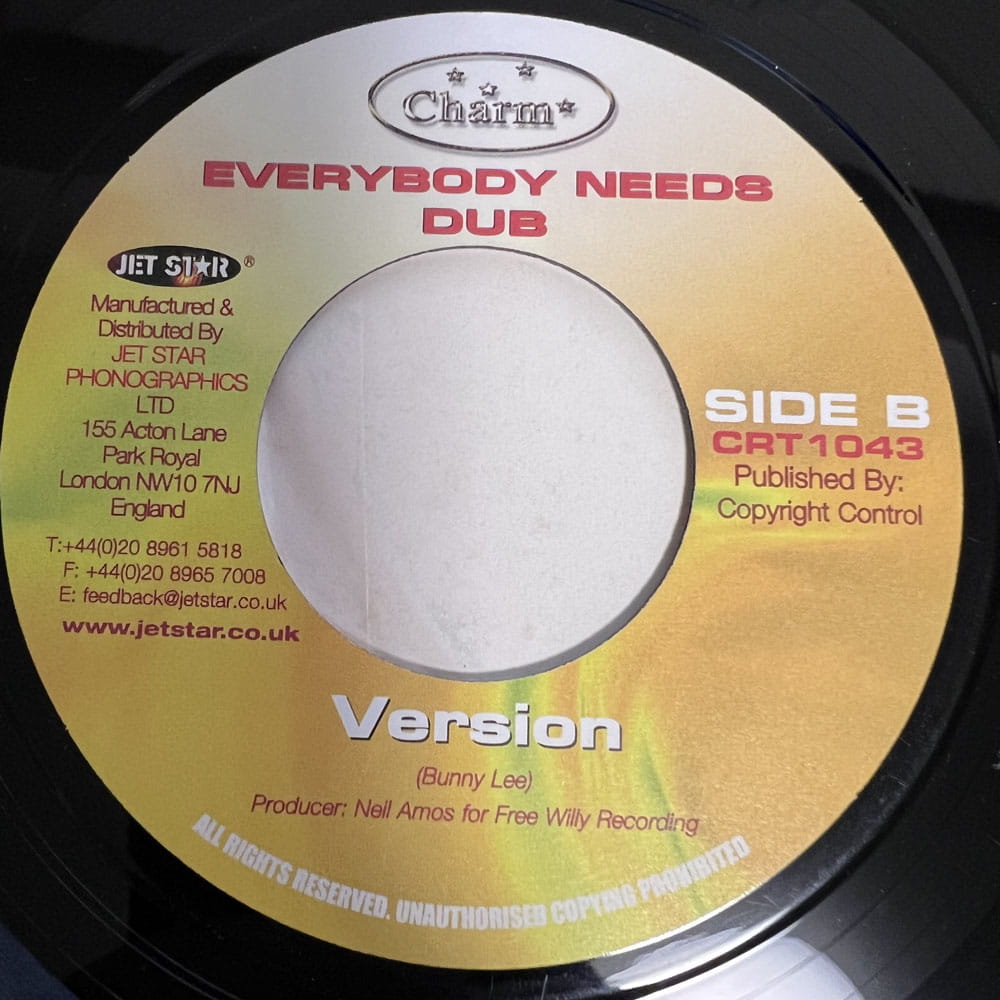 Charm
EVERYBODY NEEDS
DUB
JET STAR ®
Manufactured &
Distributed By
JET STAR
PHONOGRAPHICS
LTD
155 Acton Lane
Park Royal
London NW10 7NJ
England
T:+44(0)20 8961 5818
F: +44(0)20 8965 7008
E: feedback@jetstar.co.uk
www.jetstar.co.uk
SIDE B
CRT1043
Published By:
Copyright Control
Version
(Bunny Lee)
Producer: Neil Amos for Free Willy Recording
ALL RIGHTS RESERVED. UNAUTHORISED COPYING PROHIBITED